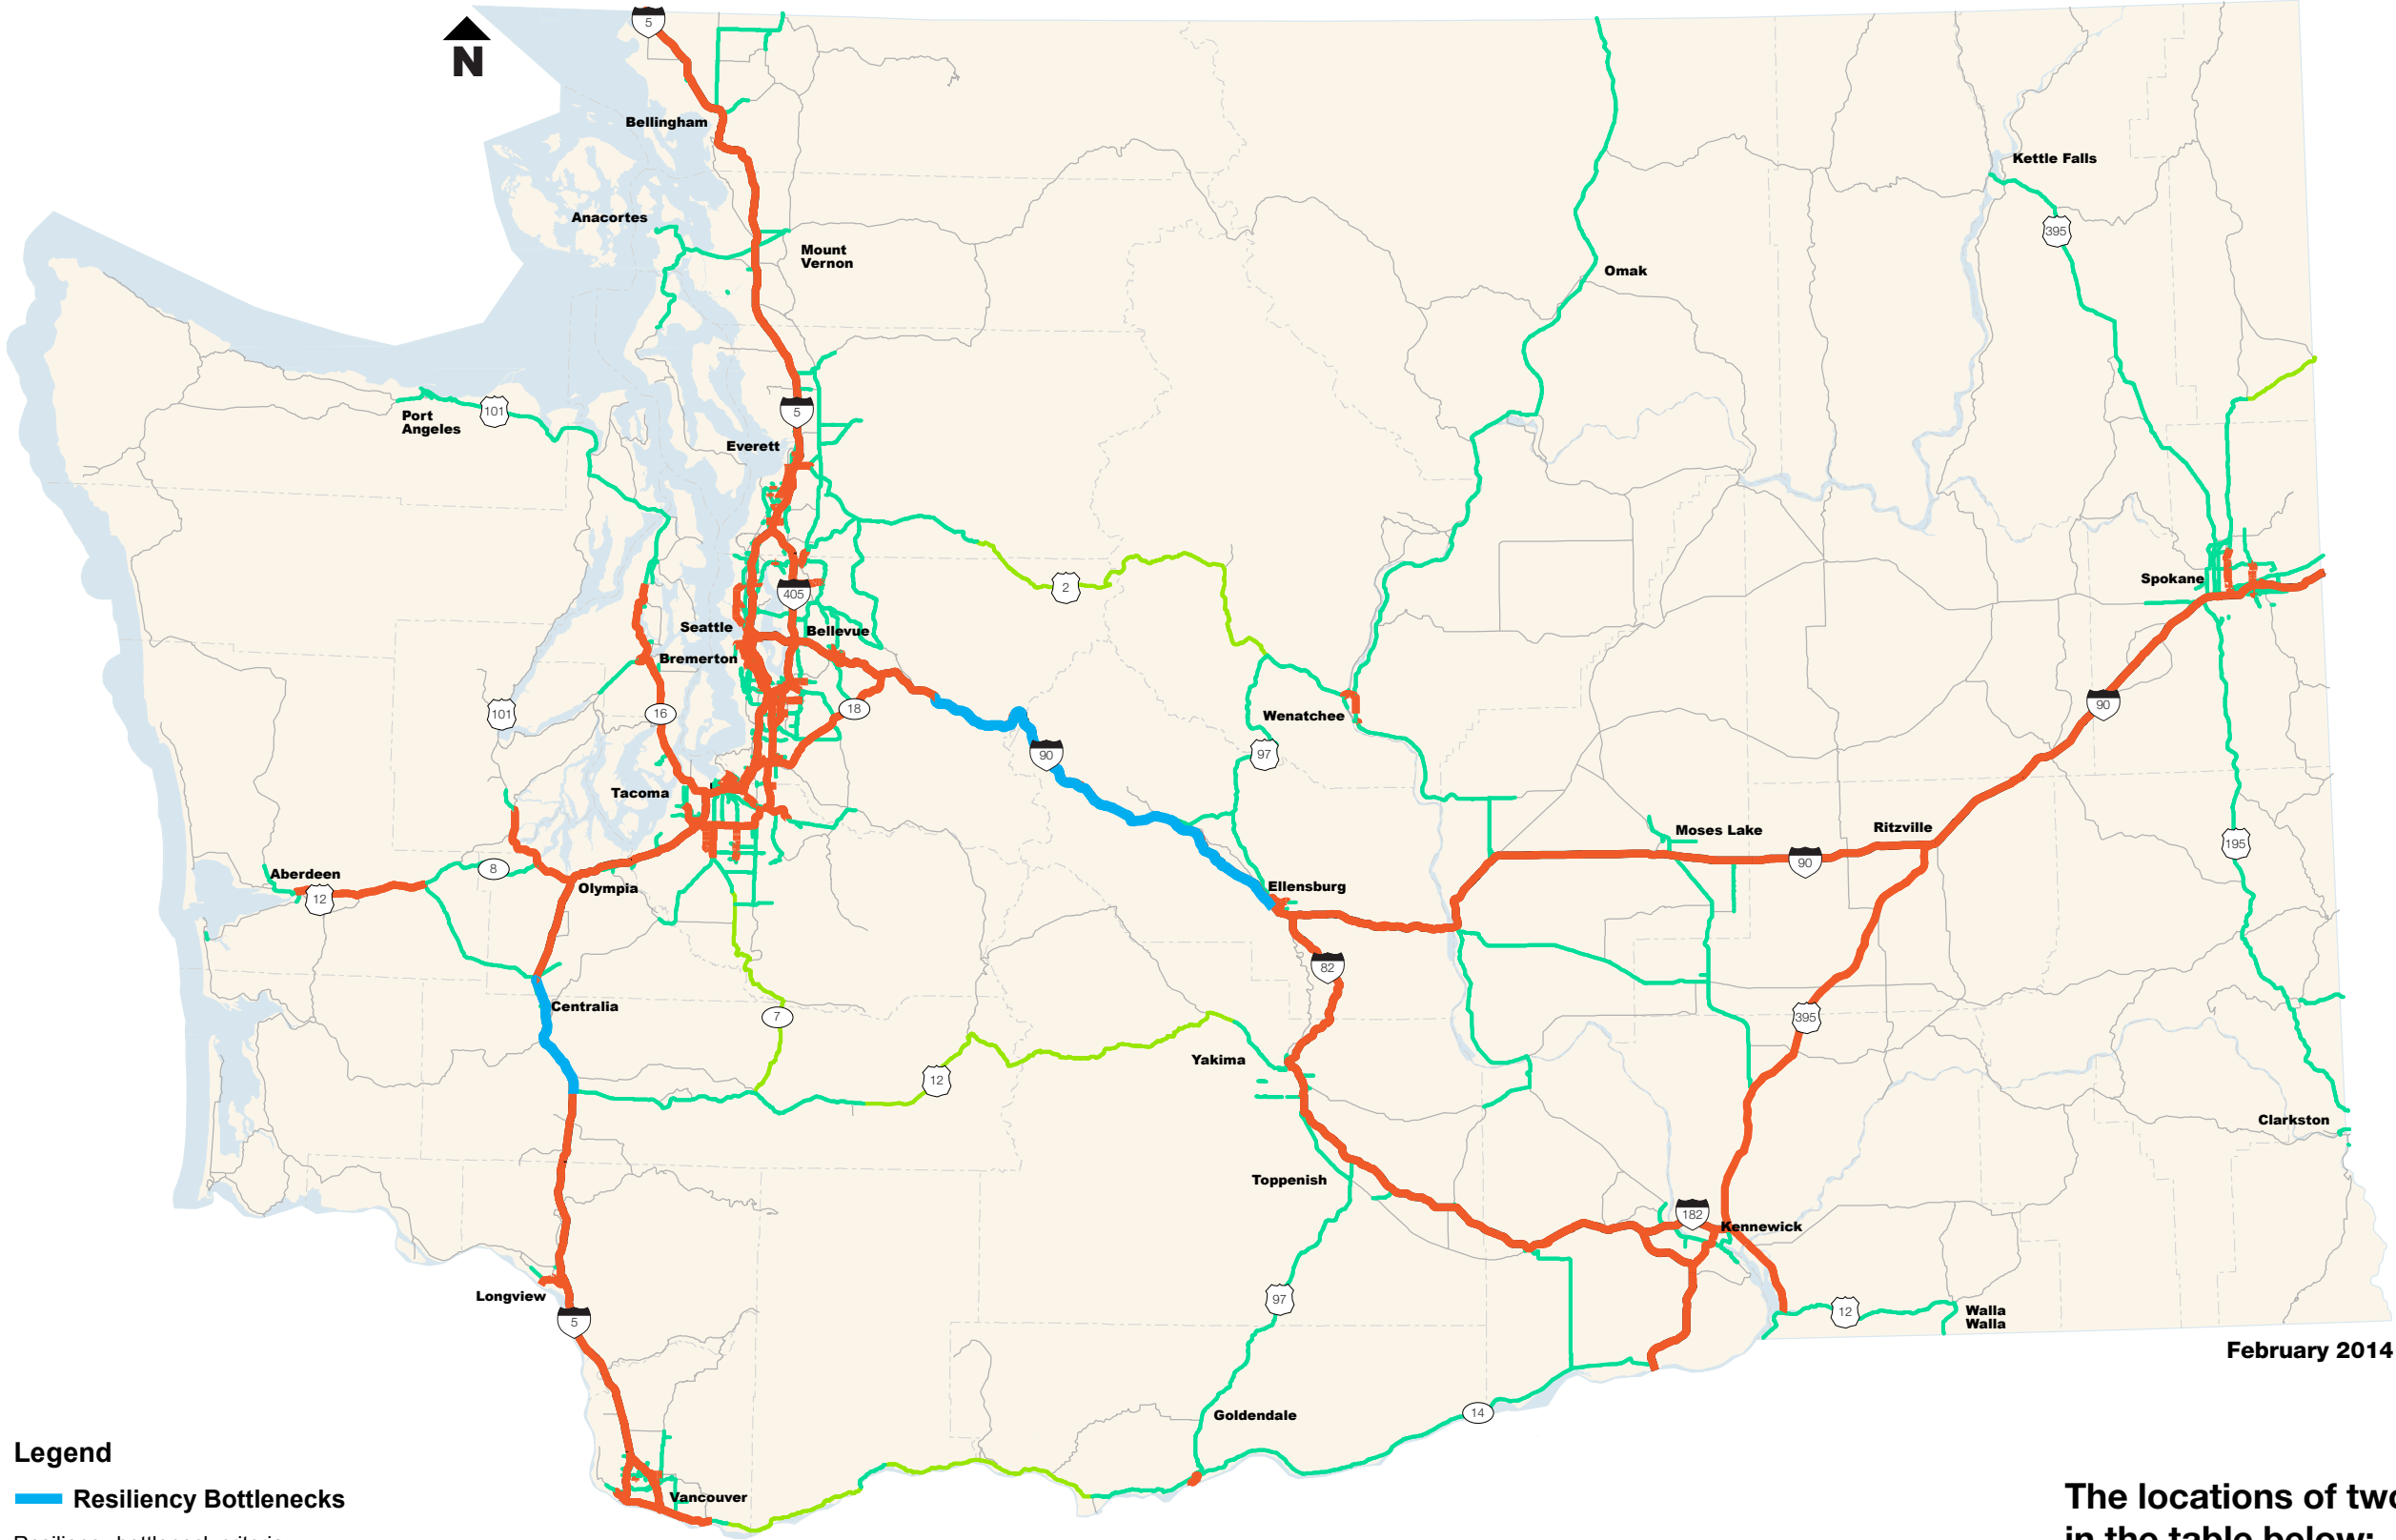 5
N
Bellingham
Kettle Falls
Anacortes
395
Mount
Vernon
Omak
101
Port
Angeles
5
Everett
2
405
Spokane
Seattle
Bellevue
Bremerton
101
16
18
Wenatchee
90
90
97
Tacoma
Moses Lake
Ritzville
195
90
8
Aberdeen
12
Olympia
Ellensburg
82
Centralia
7
395
Yakima
12
Clarkston
Toppenish
182
Kennewick
Longview
5
97
12
Walla
Walla
February 2014
14
Goldendale
Legend
Resiliency Bottlenecks
Vancouver
The locations of two